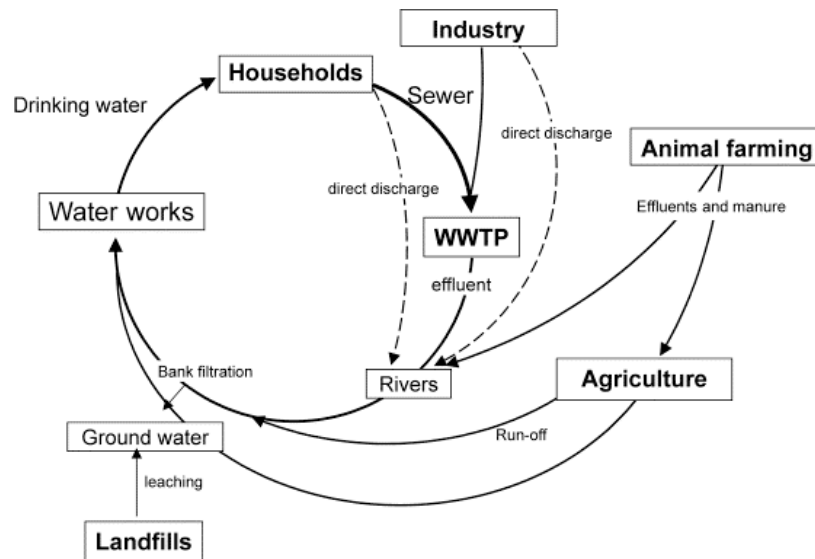 Industry
Households
Sewer
Drinking water
direct discharge
Animal farming
direct discharge
Effluents and manure
Water works
WWTP
effluent
Bank filtration
Rivers
Agriculture
Ground water
Run-off
leaching
Landfills